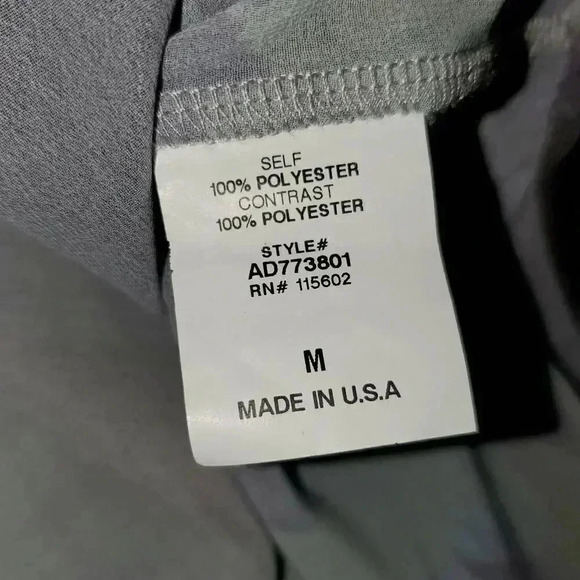 SELF
100% POLYESTER
CONTRAST
100% POLYESTER
STYLE#
AD773801
RN# 115602
M
MADE IN U.S.A